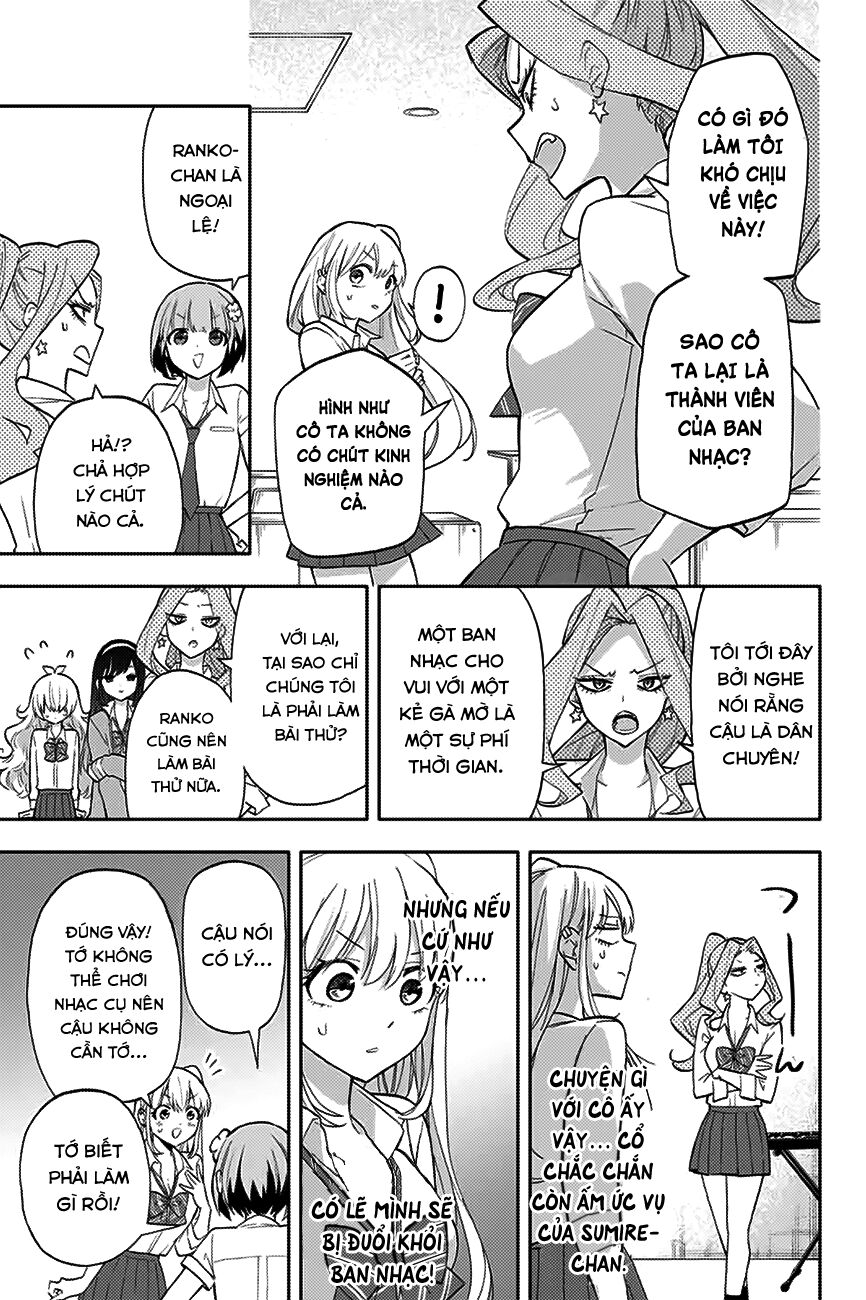 CÓ GÌ ĐÓ
LÀM TÔI
KHÓ CHỊU
VỀ VIỆC
NÀY!
SAO CÔ
TA LẠI LÀ
THÀNH VIÊN
CỦA BAN
NHẠC?
!
HÌNH NHƯ
CÔ TA KHÔNG
CÓ CHÚT KINH
NGHIỆM NÀO
CẢ.
RANKO-
CHAN LÀ
NGOẠI
LỆ!
HẢ!?
CHẢ HỢP
LÝ CHÚT
NÀO CẢ.
TÔI TỚI ĐÂY
BỞI NGHE
NÓI RẰNG
CẬU LÀ DÂN
CHUYÊN!
MỘT BAN
NHẠC CHO
VUI VỚI MỘT
KẺ GÀ MỜ LÀ
MỘT SỰ PHÍ
THỜI GIAN.
VỚI LẠI,
TẠI SAO CHỈ
CHÚNG TÔI
LÀ PHẢI LÀM
BÀI THỬ?
RANKO
CŨNG NÊN
LÀM BÀI
THỬ NỮA.
CHUYỆN GÌ
VỚI CÔ ẤY
VẬY... CỔ
CHẮC CHẮN
CÒN ẤM ỨC VỤ
CỦA SUMIRE-
CHAN.
NHƯNG NẾU
CỨ NHƯ
VẬY...
CÓ LẼ MÌNH SẼ
BỊ ĐUỔI KHỎI
BAN NHẠC!
CẬU NÓI
CÓ LÝ...
ĐÚNG VẬY!
TỚ KHÔNG
THỂ CHƠI
NHẠC CỤ NÊN
CẬU KHÔNG
CẦN TỚ...
TỚ BIẾT
PHẢI LÀM
GÌ RỒI!